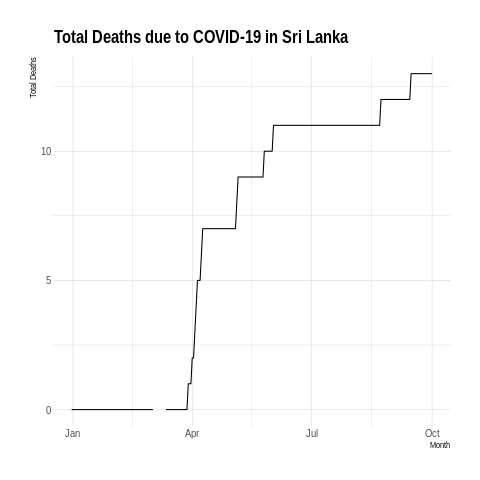 Total Deaths due to COVID-19 in Sri Lanka
Total Deaths
10
5
0
Jan Apr Jul Oct
Month